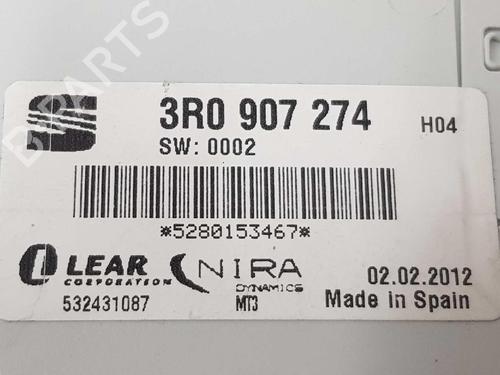 3R0 907 274 H04
SW: 0002
*5280153467*
LEAR CORPORATION
NIRA DYNAMICS
02.02.2012
532431087 MT3 Made in Spain
B-PARTS